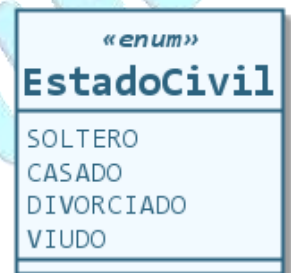 «enum»
EstadoCivil
SOLTERO
CASADO
DIVORCIADO
VIUDO